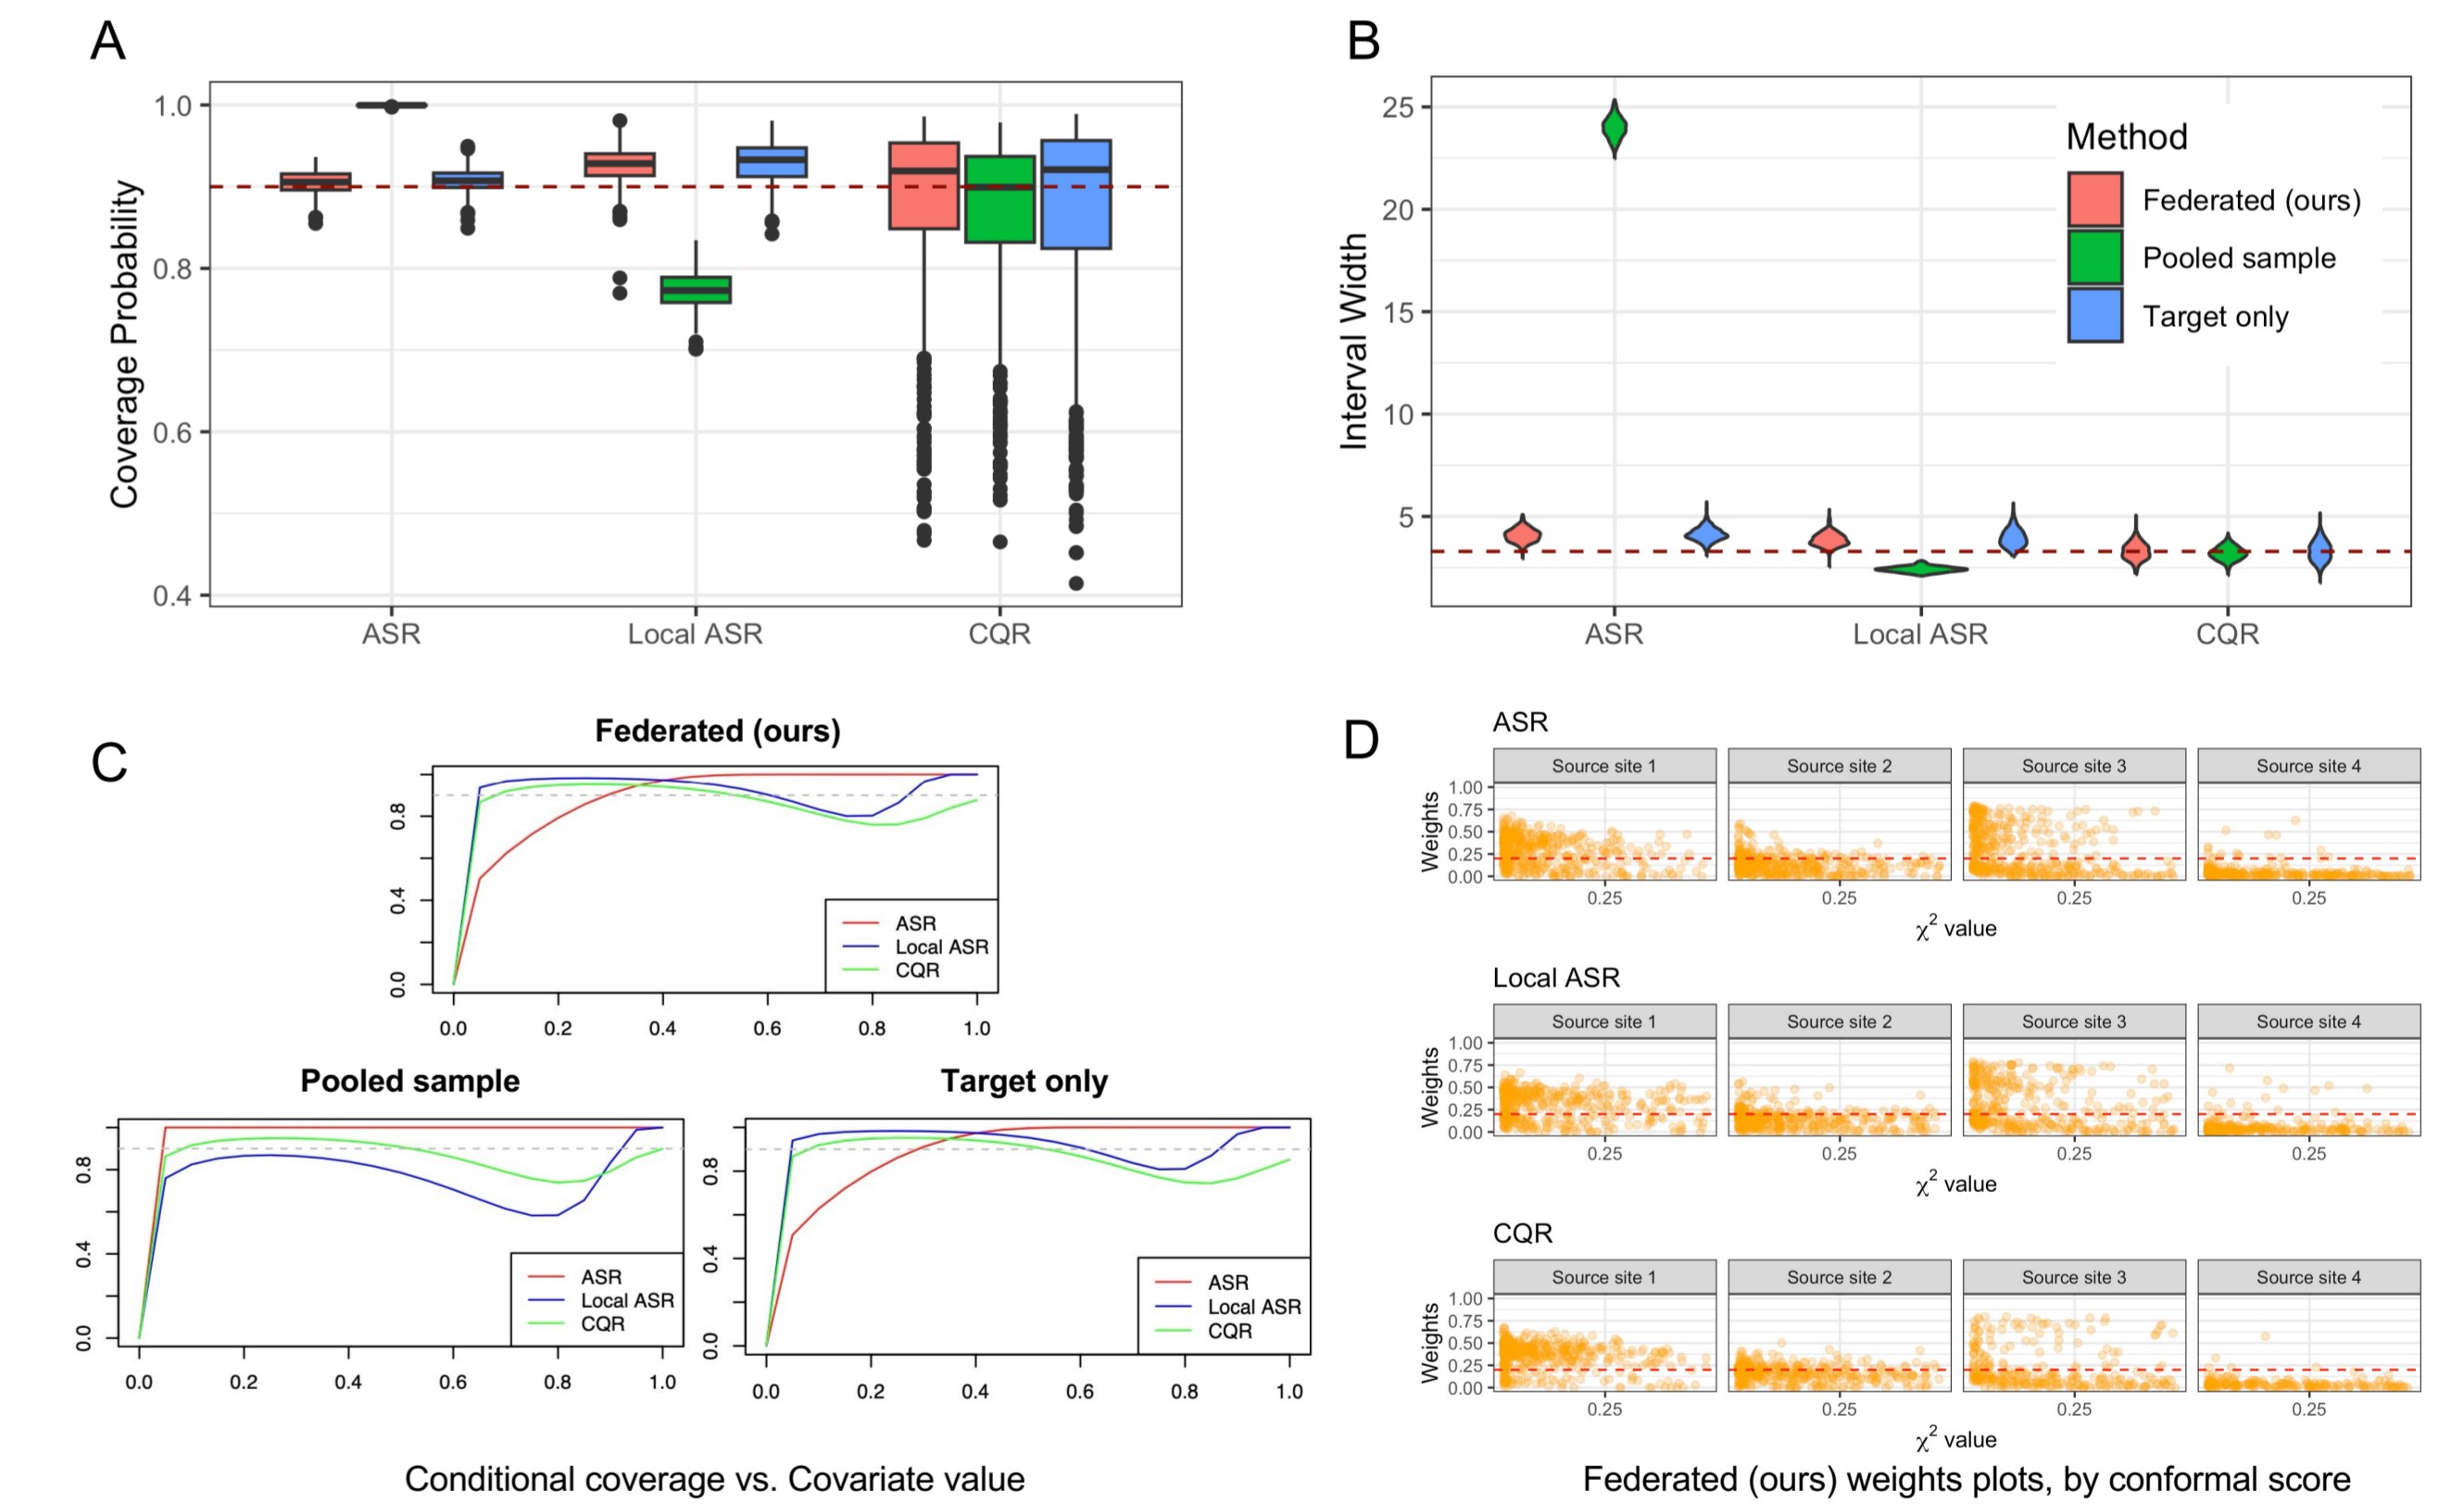 A
1.0
0.8
0.6
0.4
Coverage Probability
ASR Local ASR CQR
B
25
20
15
10
5
Interval Width
Method
Federated (ours)
Pooled sample
Target only
ASR Local ASR CQR
C
Federated (ours)
0.8
0.4
0.0
ASR
Local ASR
CQR
0.0 0.2 0.4 0.6 0.8 1.0
Pooled sample
0.8
0.4
0.0
ASR
Local ASR
CQR
0.0 0.2 0.4 0.6 0.8 1.0
Target only
0.8
0.4
0.0
ASR
Local ASR
CQR
0.0 0.2 0.4 0.6 0.8 1.0
Conditional coverage vs. Covariate value
D
ASR
Source site 1 Source site 2 Source site 3 Source site 4
1.00
0.75
0.50
0.25
0.00
Weights
0.25 0.25 0.25 0.25
χ² value
Local ASR
Source site 1 Source site 2 Source site 3 Source site 4
1.00
0.75
0.50
0.25
0.00
Weights
0.25 0.25 0.25 0.25
χ² value
CQR
Source site 1 Source site 2 Source site 3 Source site 4
1.00
0.75
0.50
0.25
0.00
Weights
0.25 0.25 0.25 0.25
χ² value
Federated (ours) weights plots, by conformal score